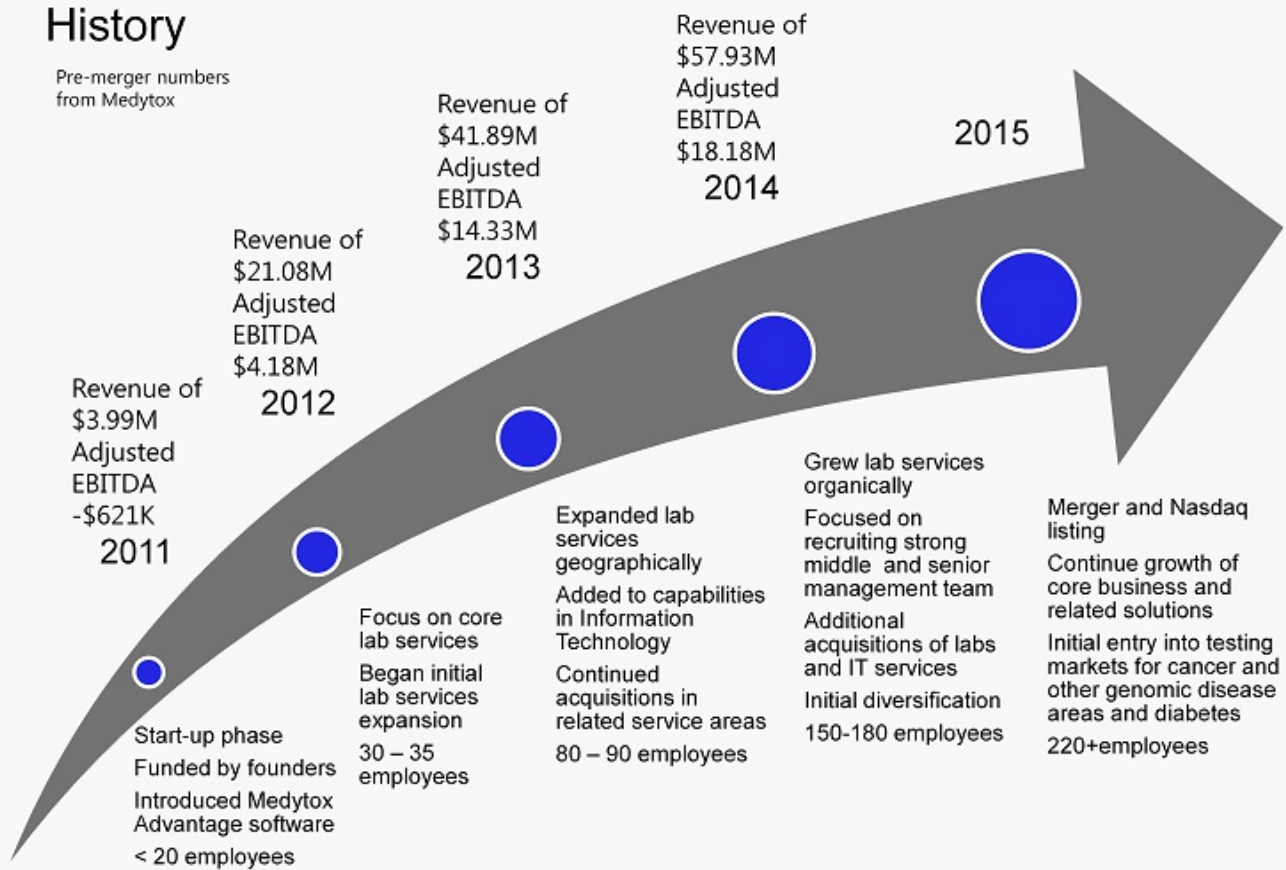 History
Pre-merger numbers
from Medytox
Revenue of
$3.99M
Adjusted
EBITDA
-$621K
2011
Revenue of
$21.08M
Adjusted
EBITDA
$4.18M
2012
Revenue of
$41.89M
Adjusted
EBITDA
$14.33M
2013
Revenue of
$57.93M
Adjusted
EBITDA
$18.18M
2014
2015
Start-up phase
Funded by founders
Introduced Medytox
Advantage software
< 20 employees
Focus on core
lab services
Began initial
lab services
expansion
30 – 35
employees
Expanded lab
services
geographically
Added to capabilities
in Information
Technology
Continued
acquisitions in
related service areas
80 – 90 employees
Grew lab services
organically
Focused on
recruiting strong
middle and senior
management team
Additional
acquisitions of labs
and IT services
Initial diversification
150-180 employees
Merger and Nasdaq
listing
Continue growth of
core business and
related solutions
Initial entry into testing
markets for cancer and
other genomic disease
areas and diabetes
220+employees